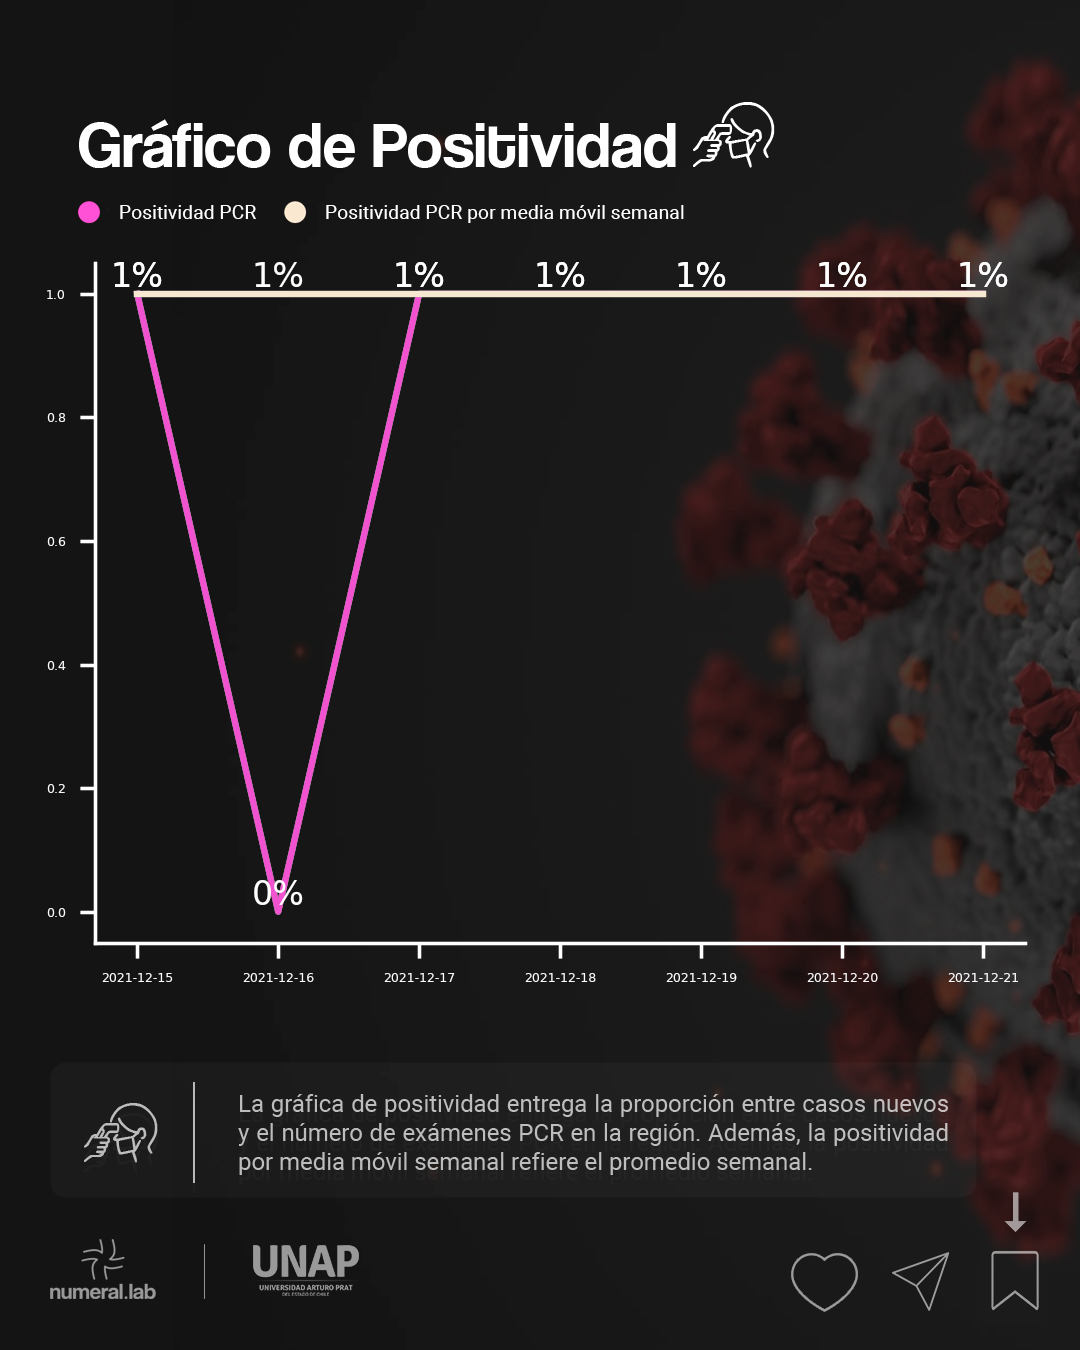 Gráfico de Positividad
Positividad PCR
Positividad PCR por media móvil semanal
1% 1% 1% 1% 1% 1% 1%
1.0
0.8
0.6
0.4
0.2
0%
0.0
2021-12-15 2021-12-16 2021-12-17 2021-12-18 2021-12-19 2021-12-20 2021-12-21
La gráfica de positividad entrega la proporción entre casos nuevos
y el número de exámenes PCR en la región. Además, la positividad
por media móvil semanal refiere el promedio semanal.
numeral.lab
UNAP
UNIVERSIDAD ARTURO PRAT
DEL ESTADO DE CHILE